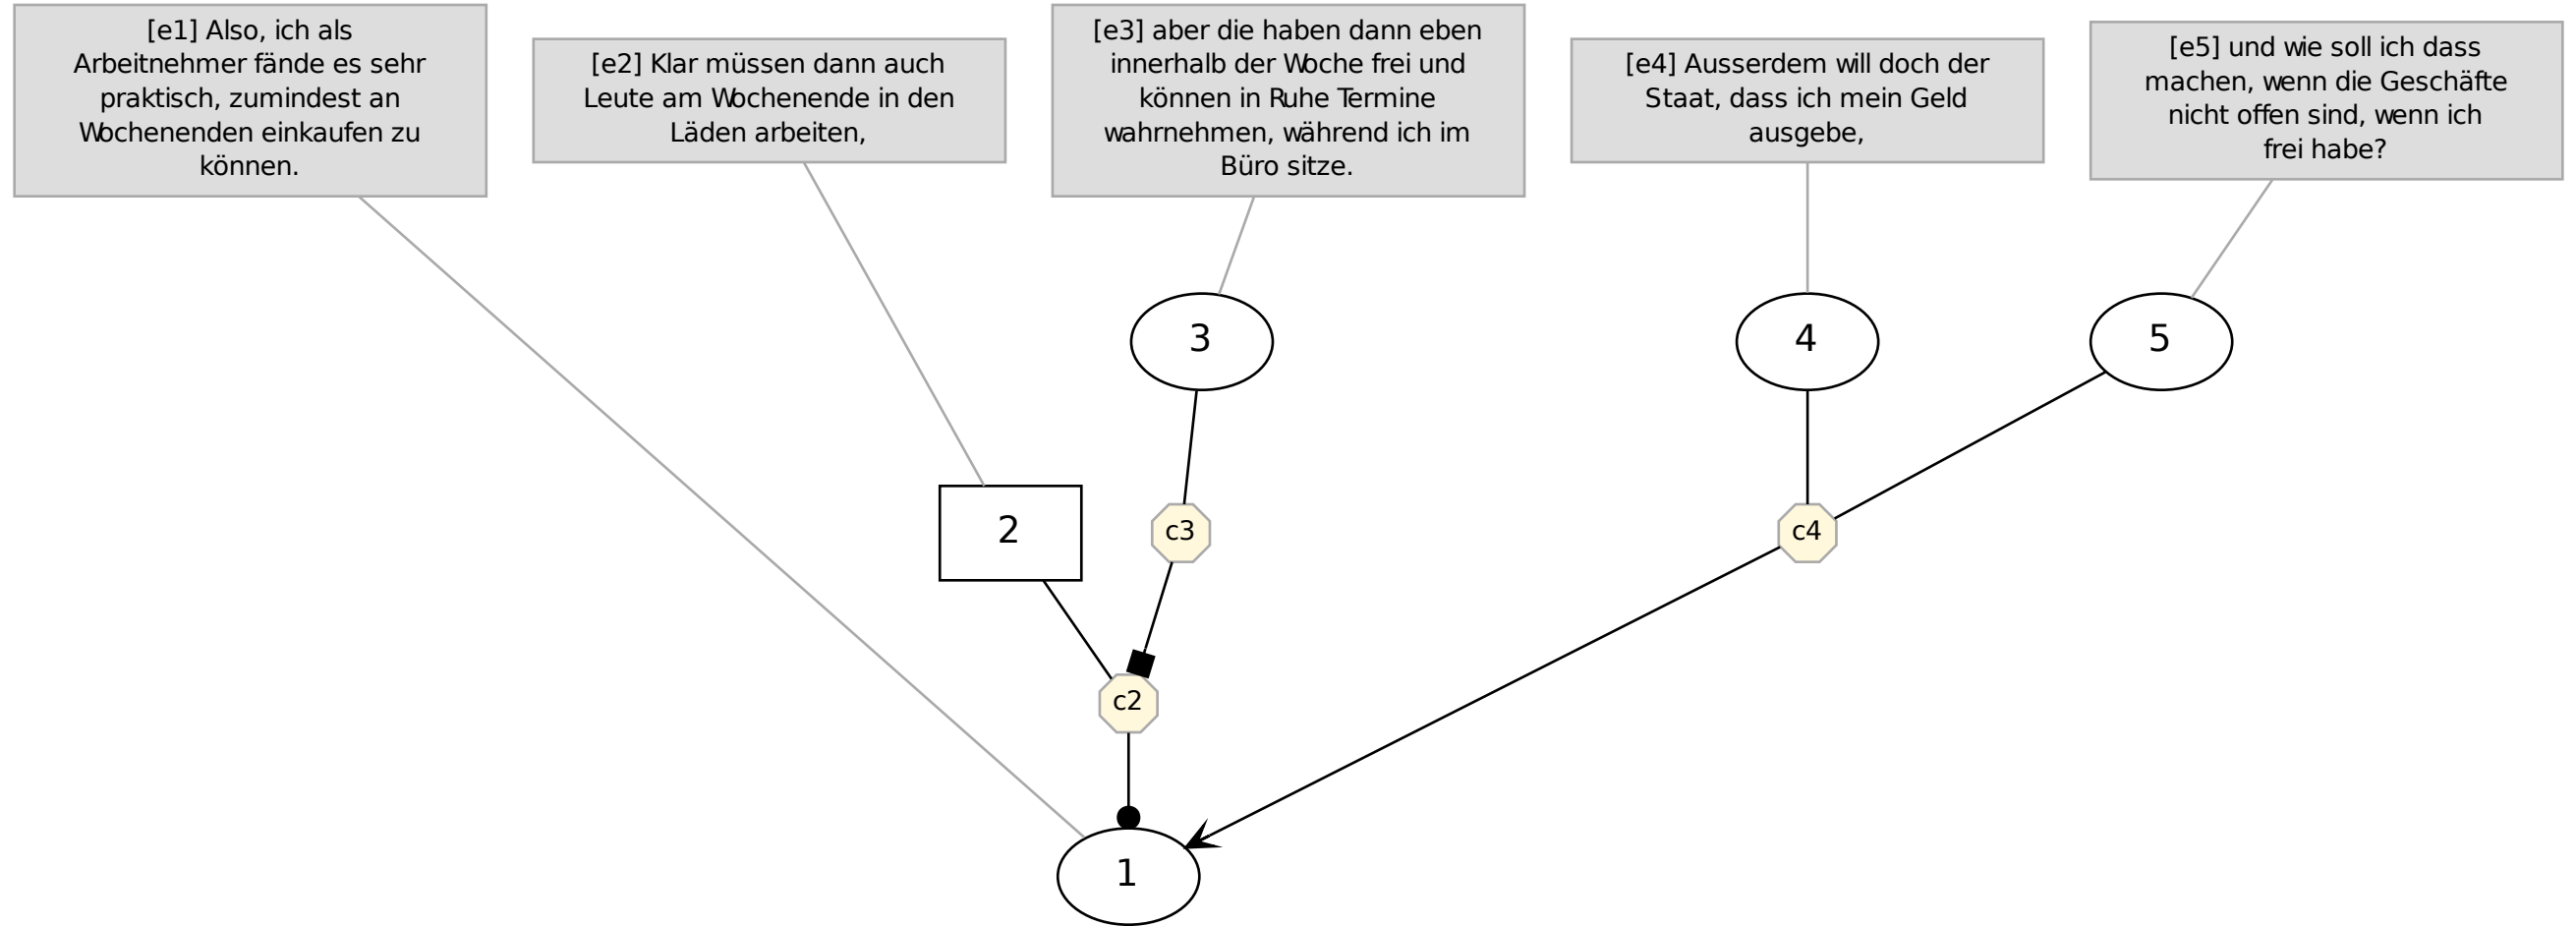 [e1] Also, ich als
Arbeitnehmer fände es sehr
praktisch, zumindest an
Wochenenden einkaufen zu
können.
[e2] Klar müssen dann auch
Leute am Wochenende in den
Läden arbeiten,
[e3] aber die haben dann eben
innerhalb der Woche frei und
können in Ruhe Termine
wahrnehmen, während ich im
Büro sitze.
[e4] Ausserdem will doch der
Staat, dass ich mein Geld
ausgebe,
[e5] und wie soll ich dass
machen, wenn die Geschäfte
nicht offen sind, wenn ich
frei habe?
3
4
5
2
c3
c4
c2
1